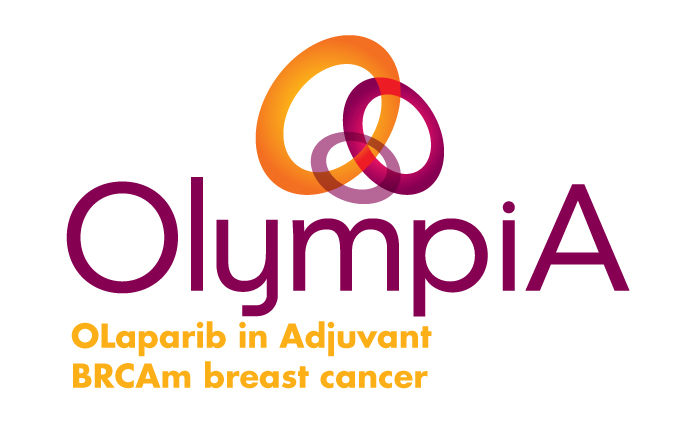 OlympiA
OLaparib in Adjuvant
BRCAm breast cancer